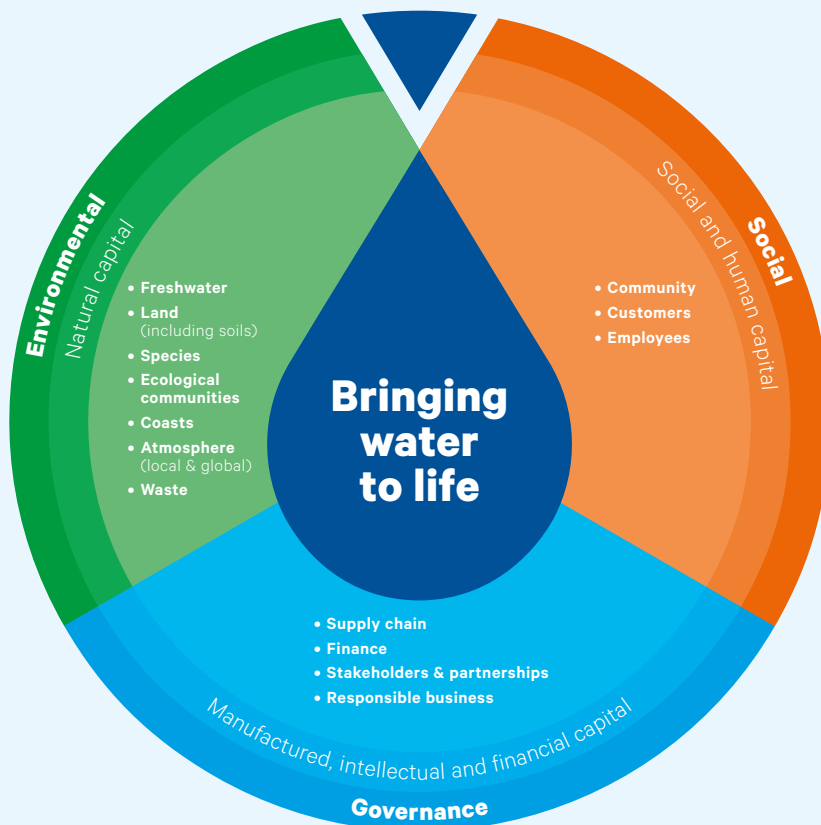 Environmental
Natural capital
• Freshwater
• Land
(including soils)
• Species
• Ecological
communities
• Coasts
• Atmosphere
(local & global)
• Waste
Social
Social and human capital
• Community
• Customers
• Employees
Bringing
water
to life
• Supply chain
• Finance
• Stakeholders & partnerships
• Responsible business
Manufactured, intellectual and financial capital
Governance